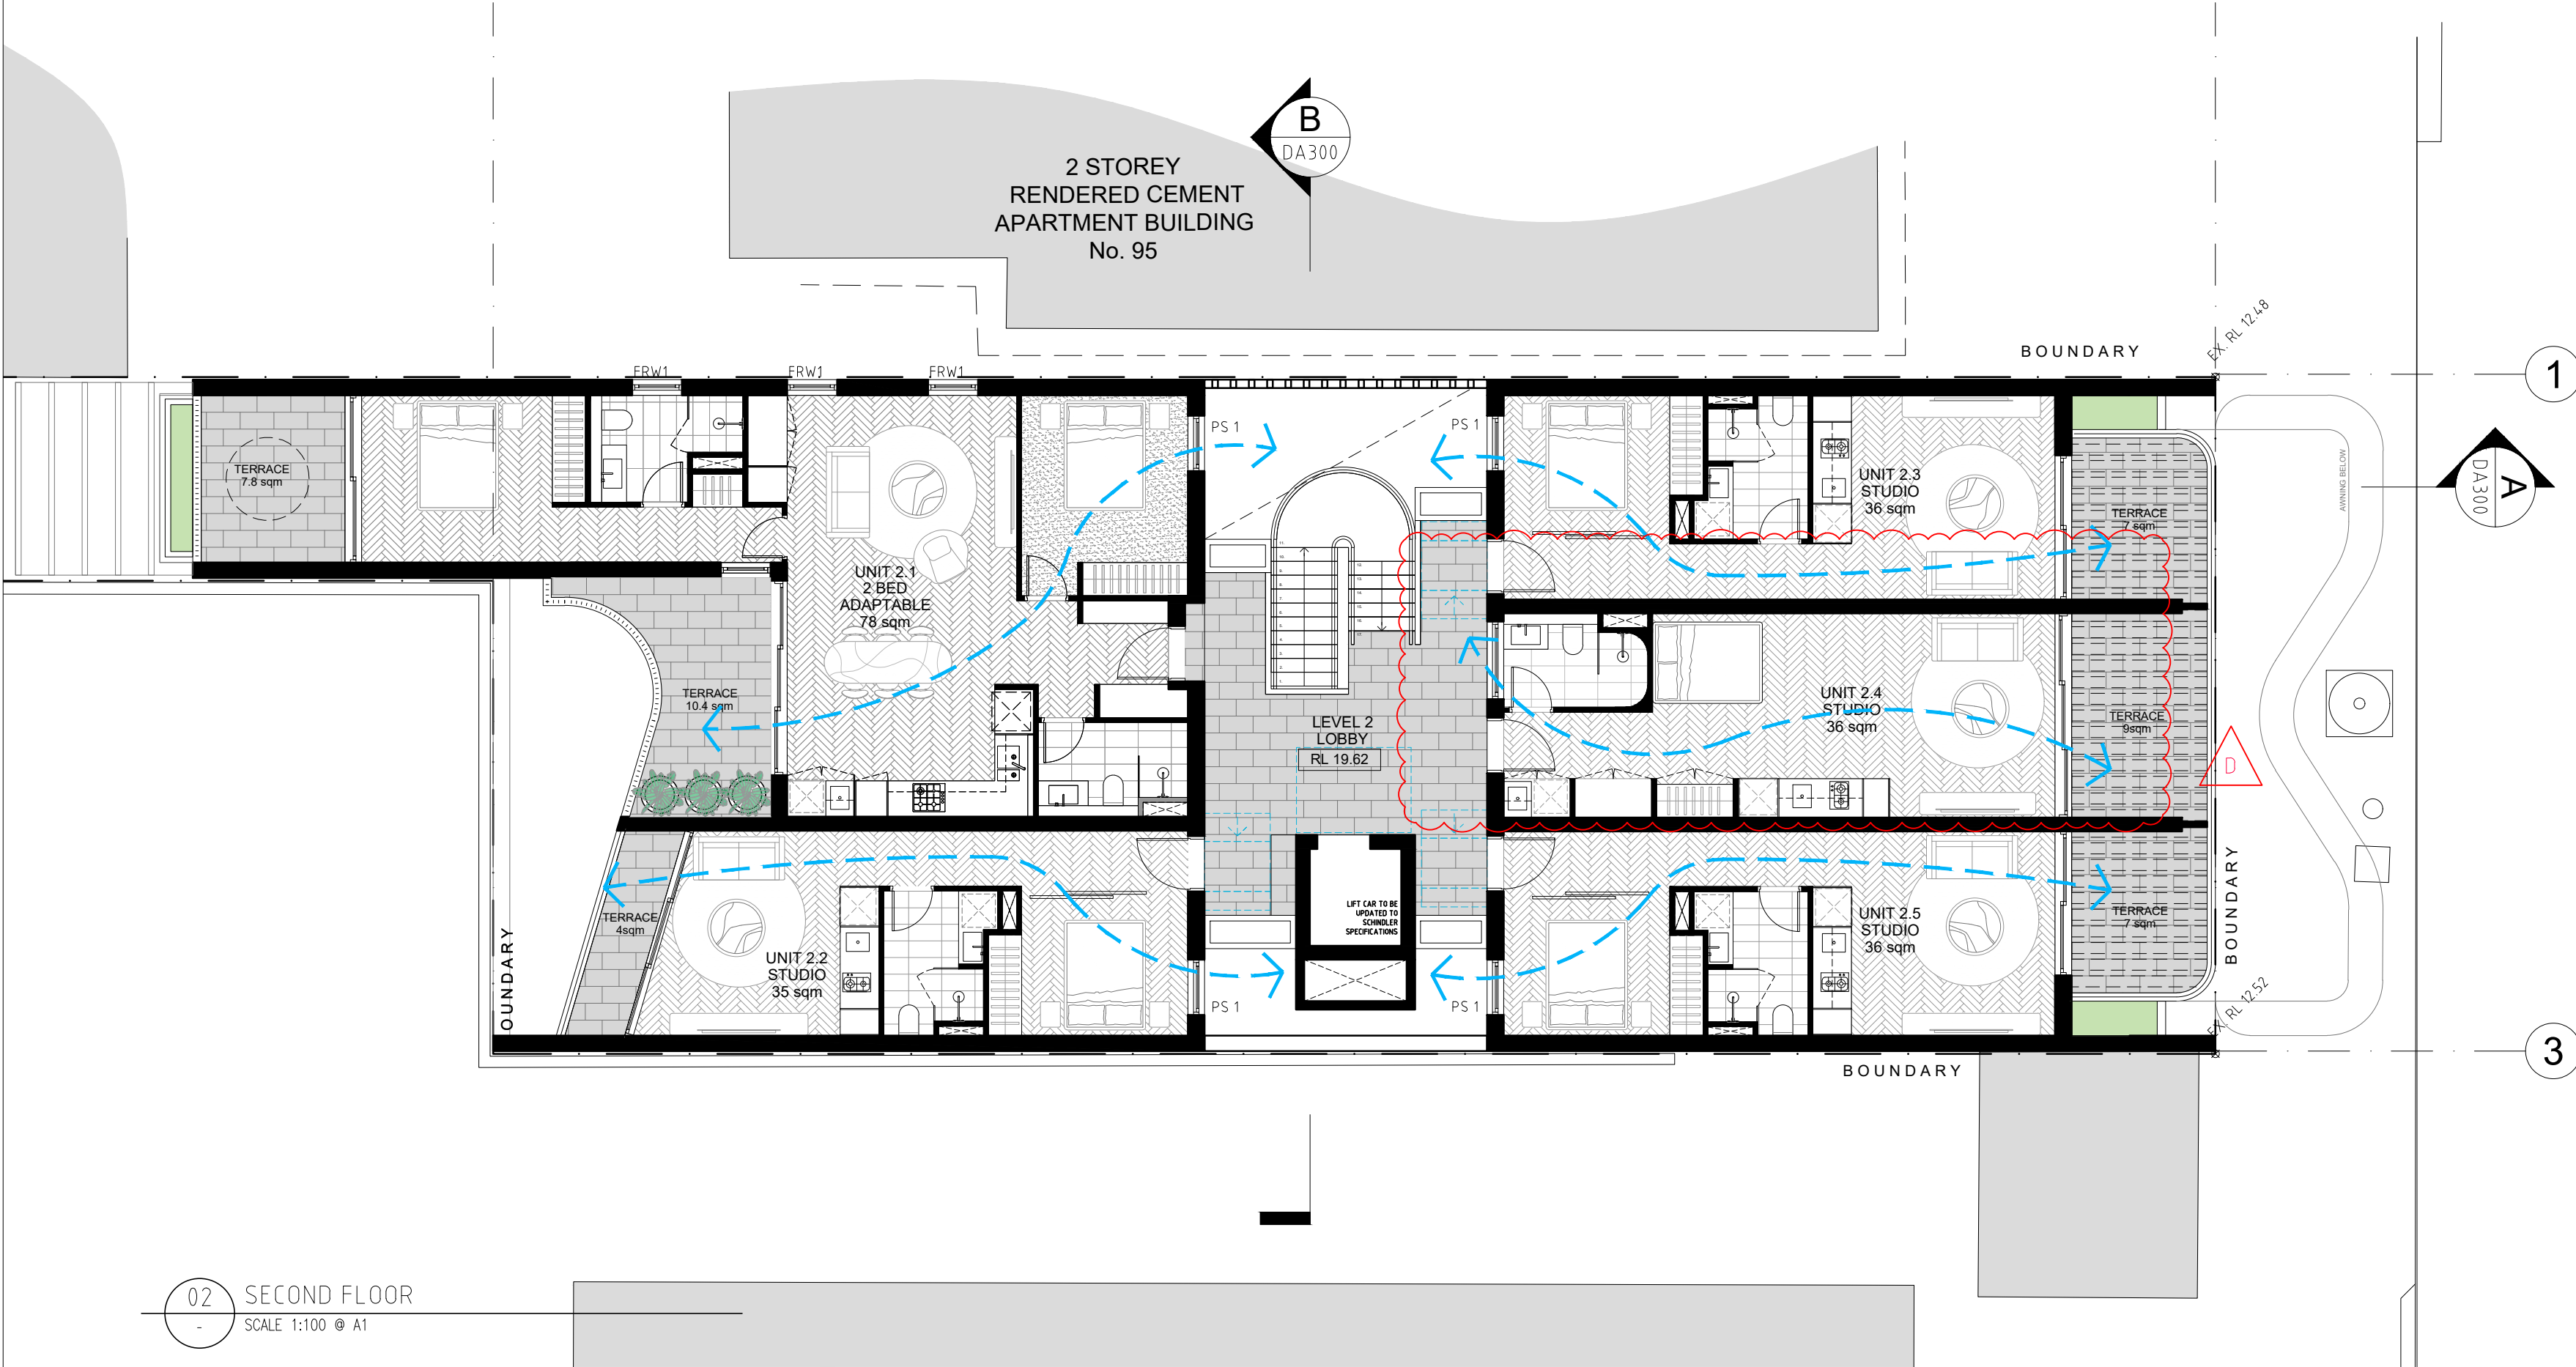 B
DA300
2 STOREY
RENDERED CEMENT
APARTMENT BUILDING
No. 95
EX. RL 12.48
BOUNDARY
1
FRW1
FRW1
FRW1
PS 1
PS 1
A
DA300
AWNING BELOW
TERRACE
7.8 sqm
UNIT 2.3
STUDIO
36 sqm
TERRACE
7 sqm
UNIT 2.1
2 BED
ADAPTABLE
78 sqm
TERRACE
10.4 sqm
LEVEL 2
LOBBY
RL 19.62
UNIT 2.4
STUDIO
36 sqm
TERRACE
9sqm
D
BOUNDARY
LIFT CAR TO BE
UPDATED TO
SCHINDLER
SPECIFICATIONS
TERRACE
4sqm
UNIT 2.2
STUDIO
35 sqm
UNIT 2.5
STUDIO
36 sqm
TERRACE
7 sqm
OUNDARY
PS 1
PS 1
EX. RL 12.52
BOUNDARY
3
02
-
SECOND FLOOR
SCALE 1:100 @ A1